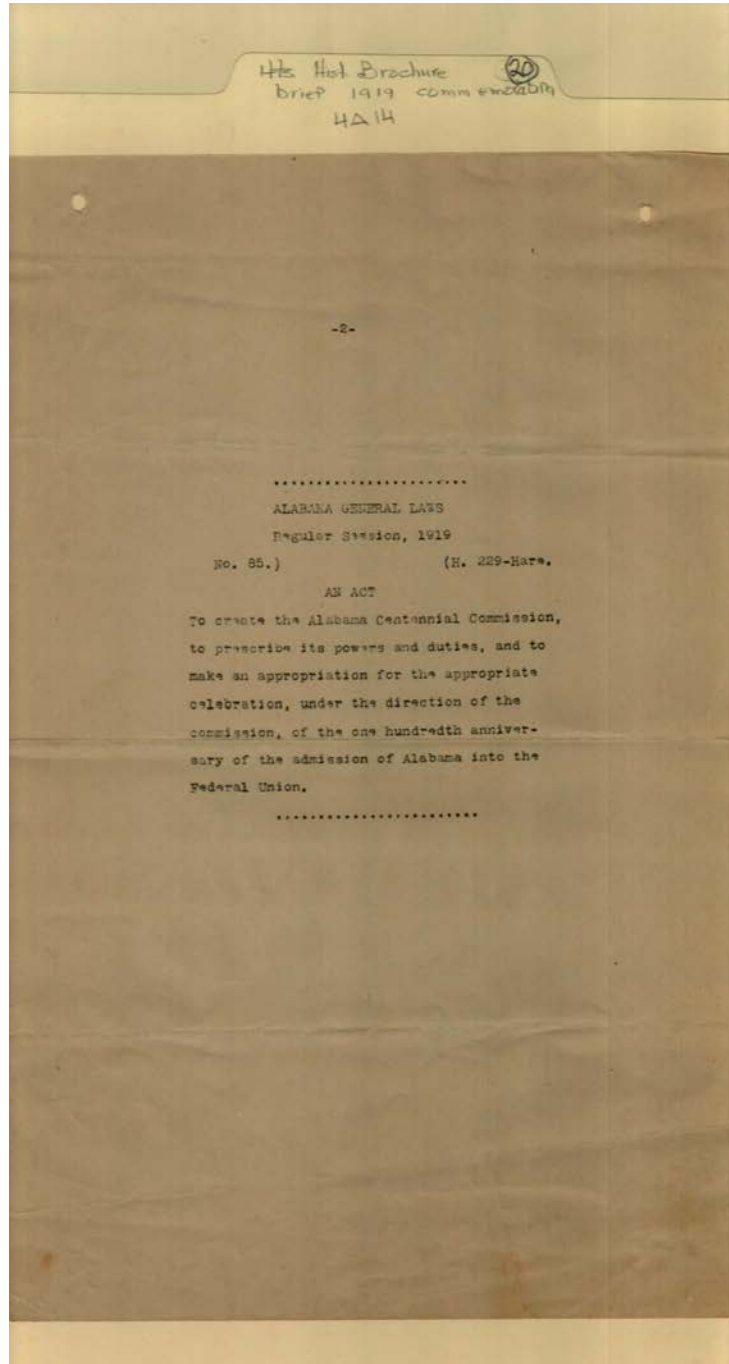 Hist Brochure 20
brief 1919 commemorabin
4A14
-2-
.......................
ALABAMA GENERAL LAWS
Regular Session, 1919
No. 85.) (H. 229-Hare.
AN ACT
To create the Alabama Centennial Commission,
to prescribe its powers and duties, and to
make an appropriation for the appropriate
celebration, under the direction of the
commission, of the one hundredth anniver-
sary of the admission of Alabama into the
Federal Union.
........................